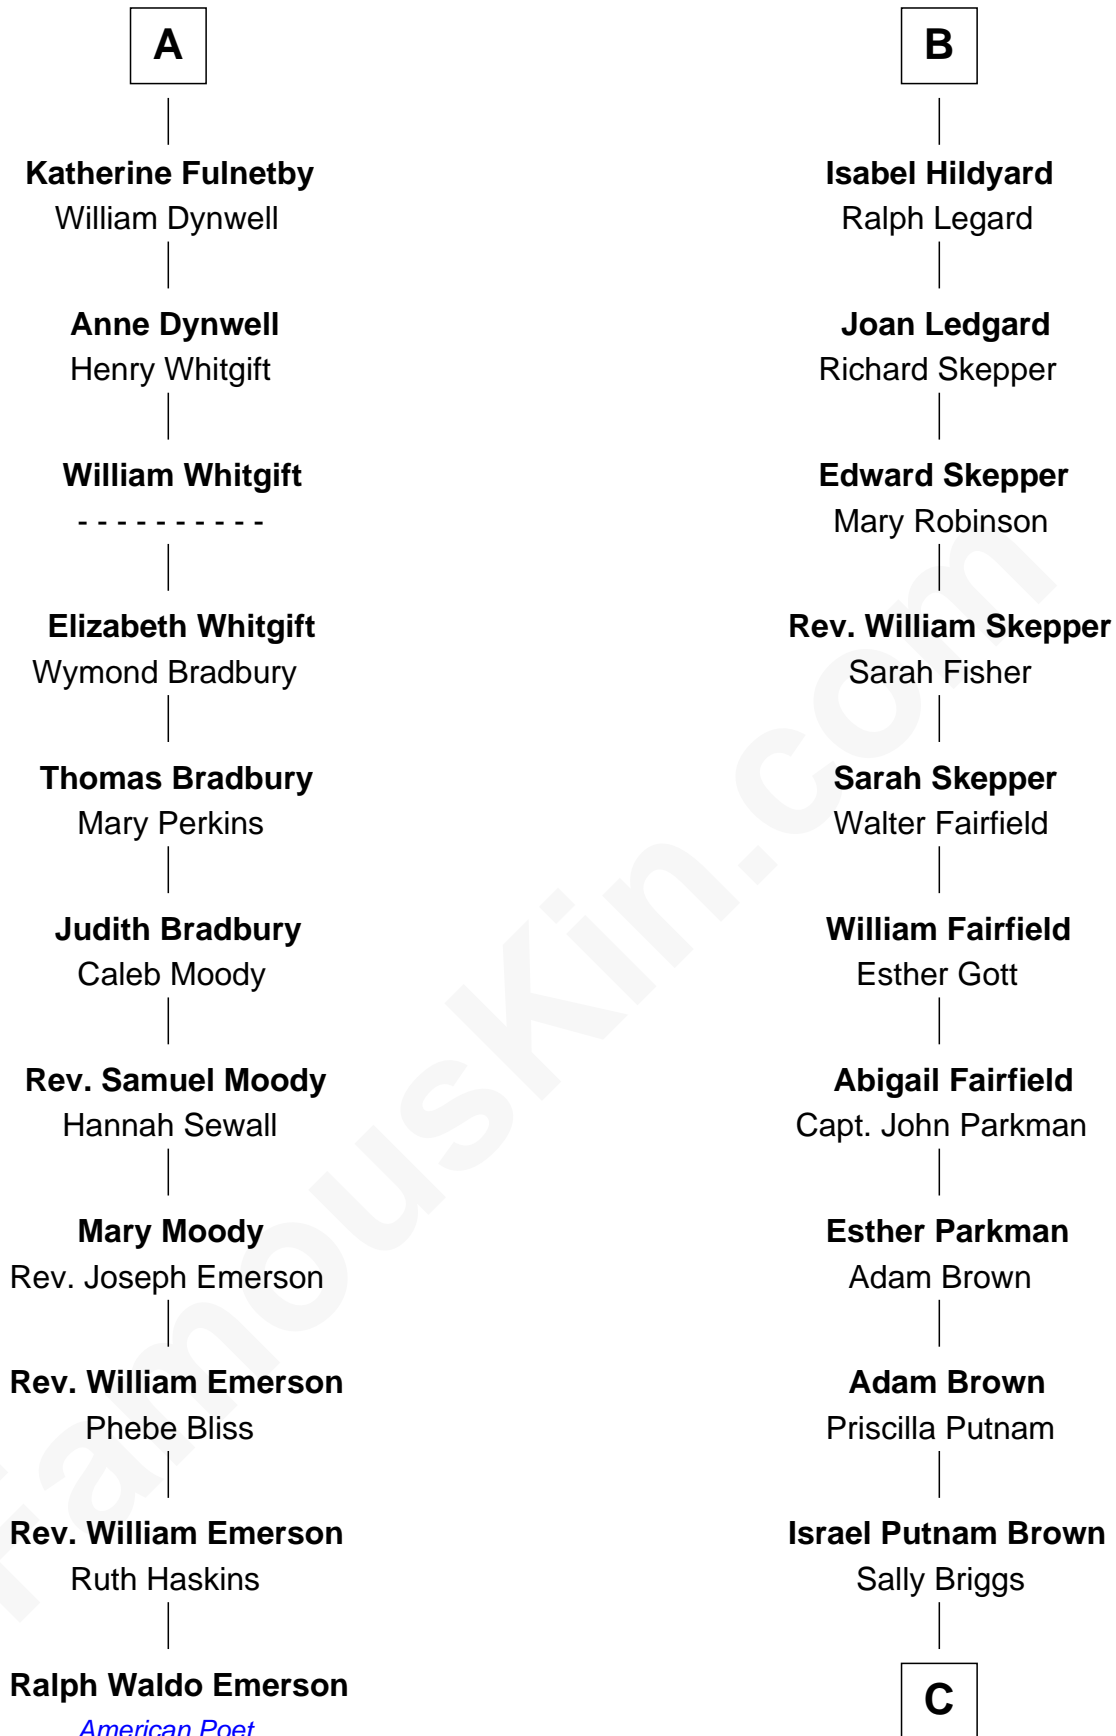 A
Katherine Fulnetby
William Dynwell
Anne Dynwell
Henry Whitgift
William Whitgift
- - - - - - - - - -
Elizabeth Whitgift
Wymond Bradbury
Thomas Bradbury
Mary Perkins
Judith Bradbury
Caleb Moody
Rev. Samuel Moody
Hannah Sewall
Mary Moody
Rev. Joseph Emerson
Rev. William Emerson
Phebe Bliss
Rev. William Emerson
Ruth Haskins
Ralph Waldo Emerson
American Poet
B
Isabel Hildyard
Ralph Legard
Joan Ledgard
Richard Skepper
Edward Skepper
Mary Robinson
Rev. William Skepper
Sarah Fisher
Sarah Skepper
Walter Fairfield
William Fairfield
Esther Gott
Abigail Fairfield
Capt. John Parkman
Esther Parkman
Adam Brown
Adam Brown
Priscilla Putnam
Israel Putnam Brown
Sally Briggs
C
FamousKin.com